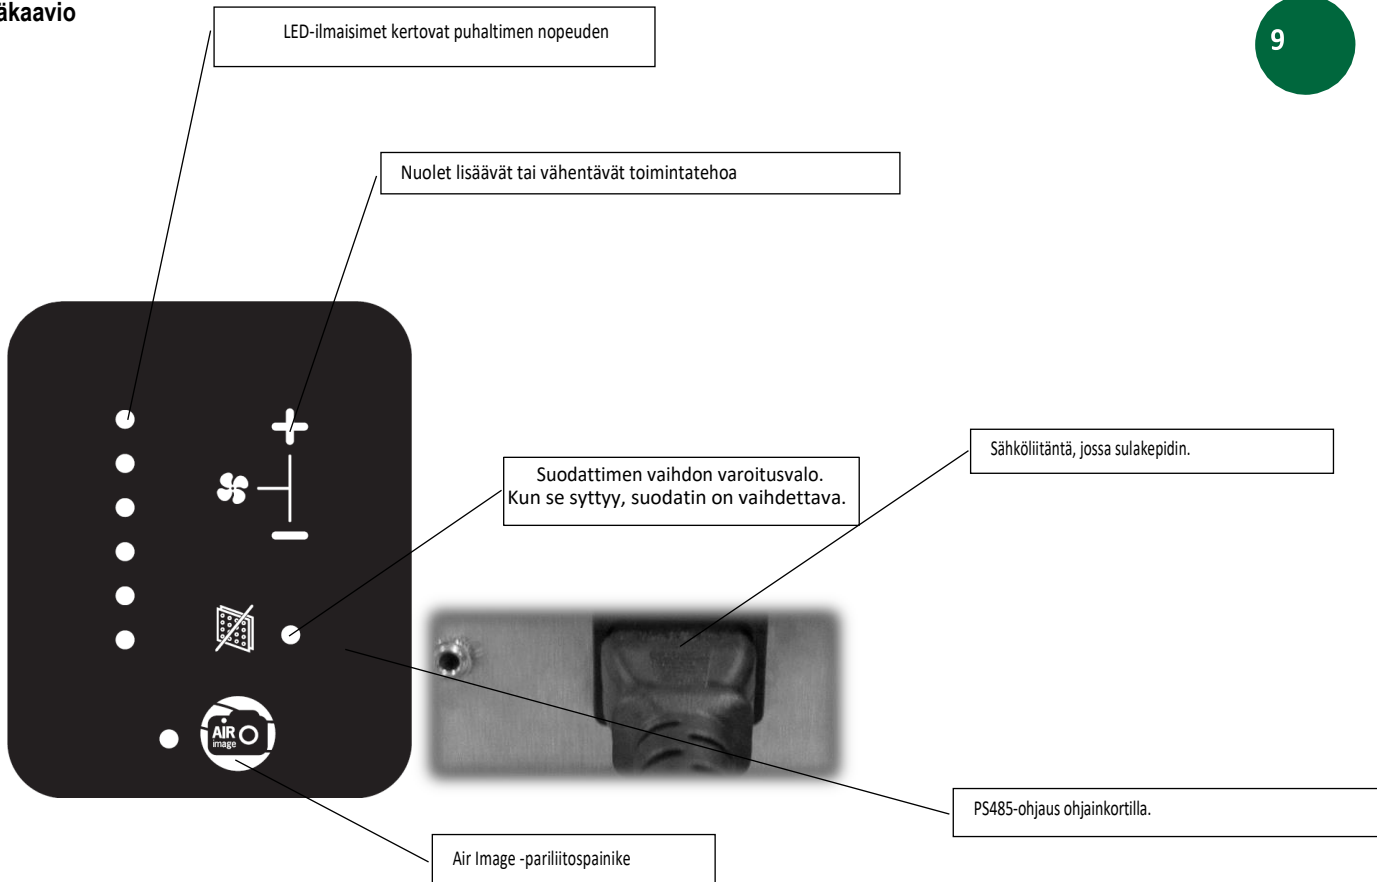 äkaavio
LED-ilmaisimet kertovat puhaltimen nopeuden
9
Nuolet lisäävät tai vähentävät toimintatehoa
Sähköliitäntä, jossa sulakepidin.
Suodattimen vaihdon varoitusvalo.
Kun se syttyy, suodatin on vaihdettava.
AIR
image
PS485-ohjaus ohjainkortilla.
Air Image -pariliitospainike